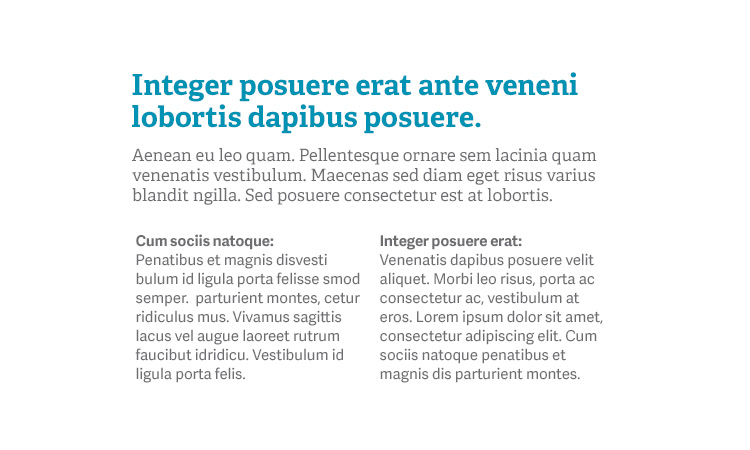 Integer posuere erat ante veneni
lobortis dapibus posuere.
Aenean eu leo quam. Pellentesque ornare sem lacinia quam
venenatis vestibulum. Maecenas sed diam eget risus varius
blandit ngilla. Sed posuere consectetur est at lobortis.
Cum sociis natoque:
Penatibus et magnis disvesti
bulum id ligula porta felisse smod
semper.  parturient montes, cetur
ridiculus mus. Vivamus sagittis
lacus vel augue laoreet rutrum
faucibut idridicu. Vestibulum id
ligula porta felis.
Integer posuere erat:
Venenatis dapibus posuere velit
aliquet. Morbi leo risus, porta ac
consectetur ac, vestibulum at
eros. Lorem ipsum dolor sit amet,
consectetur adipiscing elit. Cum
sociis natoque penatibus et
magnis dis parturient montes.